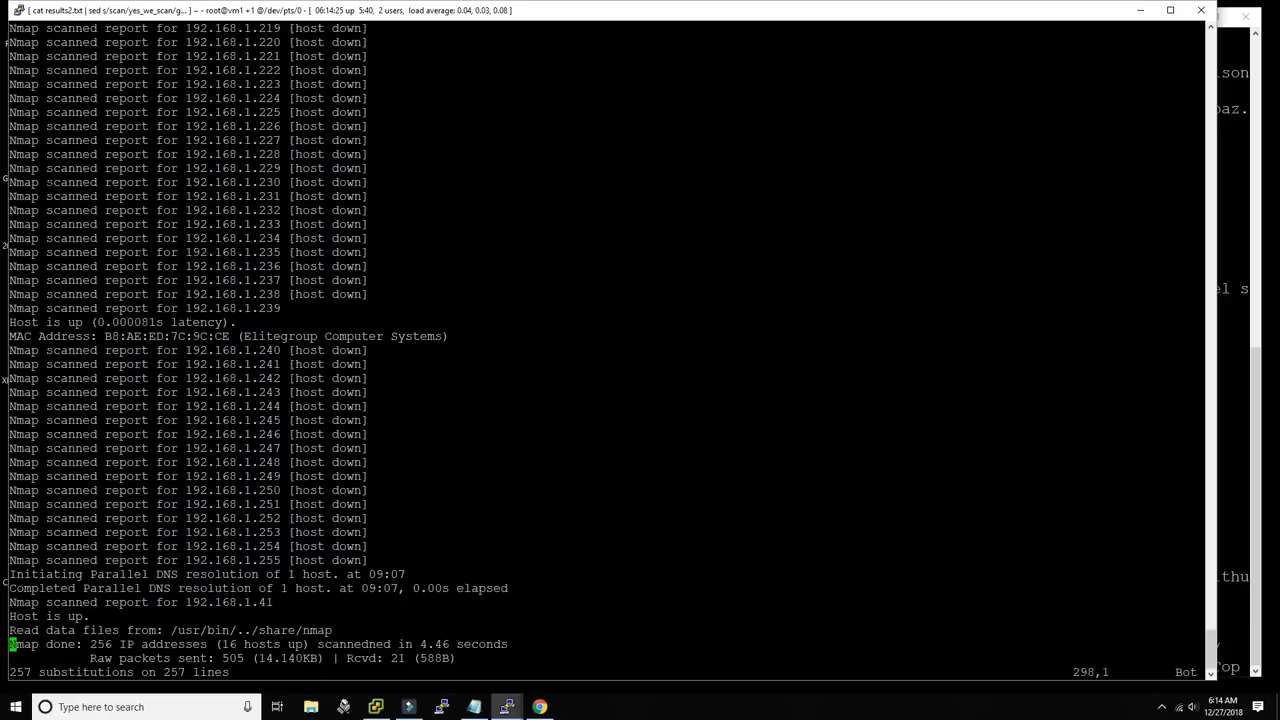 [ cat results2.txt | sed s/scan/yes_we_scan/g... ] ~ - root@vm1 +1 @/dev/pts/0 - [ 06:14:25 up 5:40, 2 users, load average: 0.04, 0.03, 0.08 ]
Nmap scanned report for 192.168.1.219 [host down]
Nmap scanned report for 192.168.1.220 [host down]
Nmap scanned report for 192.168.1.221 [host down]
Nmap scanned report for 192.168.1.222 [host down]
Nmap scanned report for 192.168.1.223 [host down]
Nmap scanned report for 192.168.1.224 [host down]
Nmap scanned report for 192.168.1.225 [host down]
Nmap scanned report for 192.168.1.226 [host down]
Nmap scanned report for 192.168.1.227 [host down]
Nmap scanned report for 192.168.1.228 [host down]
Nmap scanned report for 192.168.1.229 [host down]
Nmap scanned report for 192.168.1.230 [host down]
Nmap scanned report for 192.168.1.231 [host down]
Nmap scanned report for 192.168.1.232 [host down]
Nmap scanned report for 192.168.1.233 [host down]
Nmap scanned report for 192.168.1.234 [host down]
Nmap scanned report for 192.168.1.235 [host down]
Nmap scanned report for 192.168.1.236 [host down]
Nmap scanned report for 192.168.1.237 [host down]
Nmap scanned report for 192.168.1.238 [host down]
Nmap scanned report for 192.168.1.239
Host is up (0.000081s latency).
MAC Address: B8:AE:ED:7C:9C:CE (Elitegroup Computer Systems)
Nmap scanned report for 192.168.1.240 [host down]
Nmap scanned report for 192.168.1.241 [host down]
Nmap scanned report for 192.168.1.242 [host down]
Nmap scanned report for 192.168.1.243 [host down]
Nmap scanned report for 192.168.1.244 [host down]
Nmap scanned report for 192.168.1.245 [host down]
Nmap scanned report for 192.168.1.246 [host down]
Nmap scanned report for 192.168.1.247 [host down]
Nmap scanned report for 192.168.1.248 [host down]
Nmap scanned report for 192.168.1.249 [host down]
Nmap scanned report for 192.168.1.250 [host down]
Nmap scanned report for 192.168.1.251 [host down]
Nmap scanned report for 192.168.1.252 [host down]
Nmap scanned report for 192.168.1.253 [host down]
Nmap scanned report for 192.168.1.254 [host down]
Nmap scanned report for 192.168.1.255 [host down]
Initiating Parallel DNS resolution of 1 host. at 09:07
Completed Parallel DNS resolution of 1 host. at 09:07, 0.00s elapsed
Nmap scanned report for 192.168.1.41
Host is up.
Read data files from: /usr/bin/../share/nmap
Nmap done: 256 IP addresses (16 hosts up) scannedned in 4.46 seconds
Raw packets sent: 505 (14.140KB) | Rcvd: 21 (588B)
257 substitutions on 257 lines 298,1 Bot
Type here to search
6:14 AM
12/27/2018